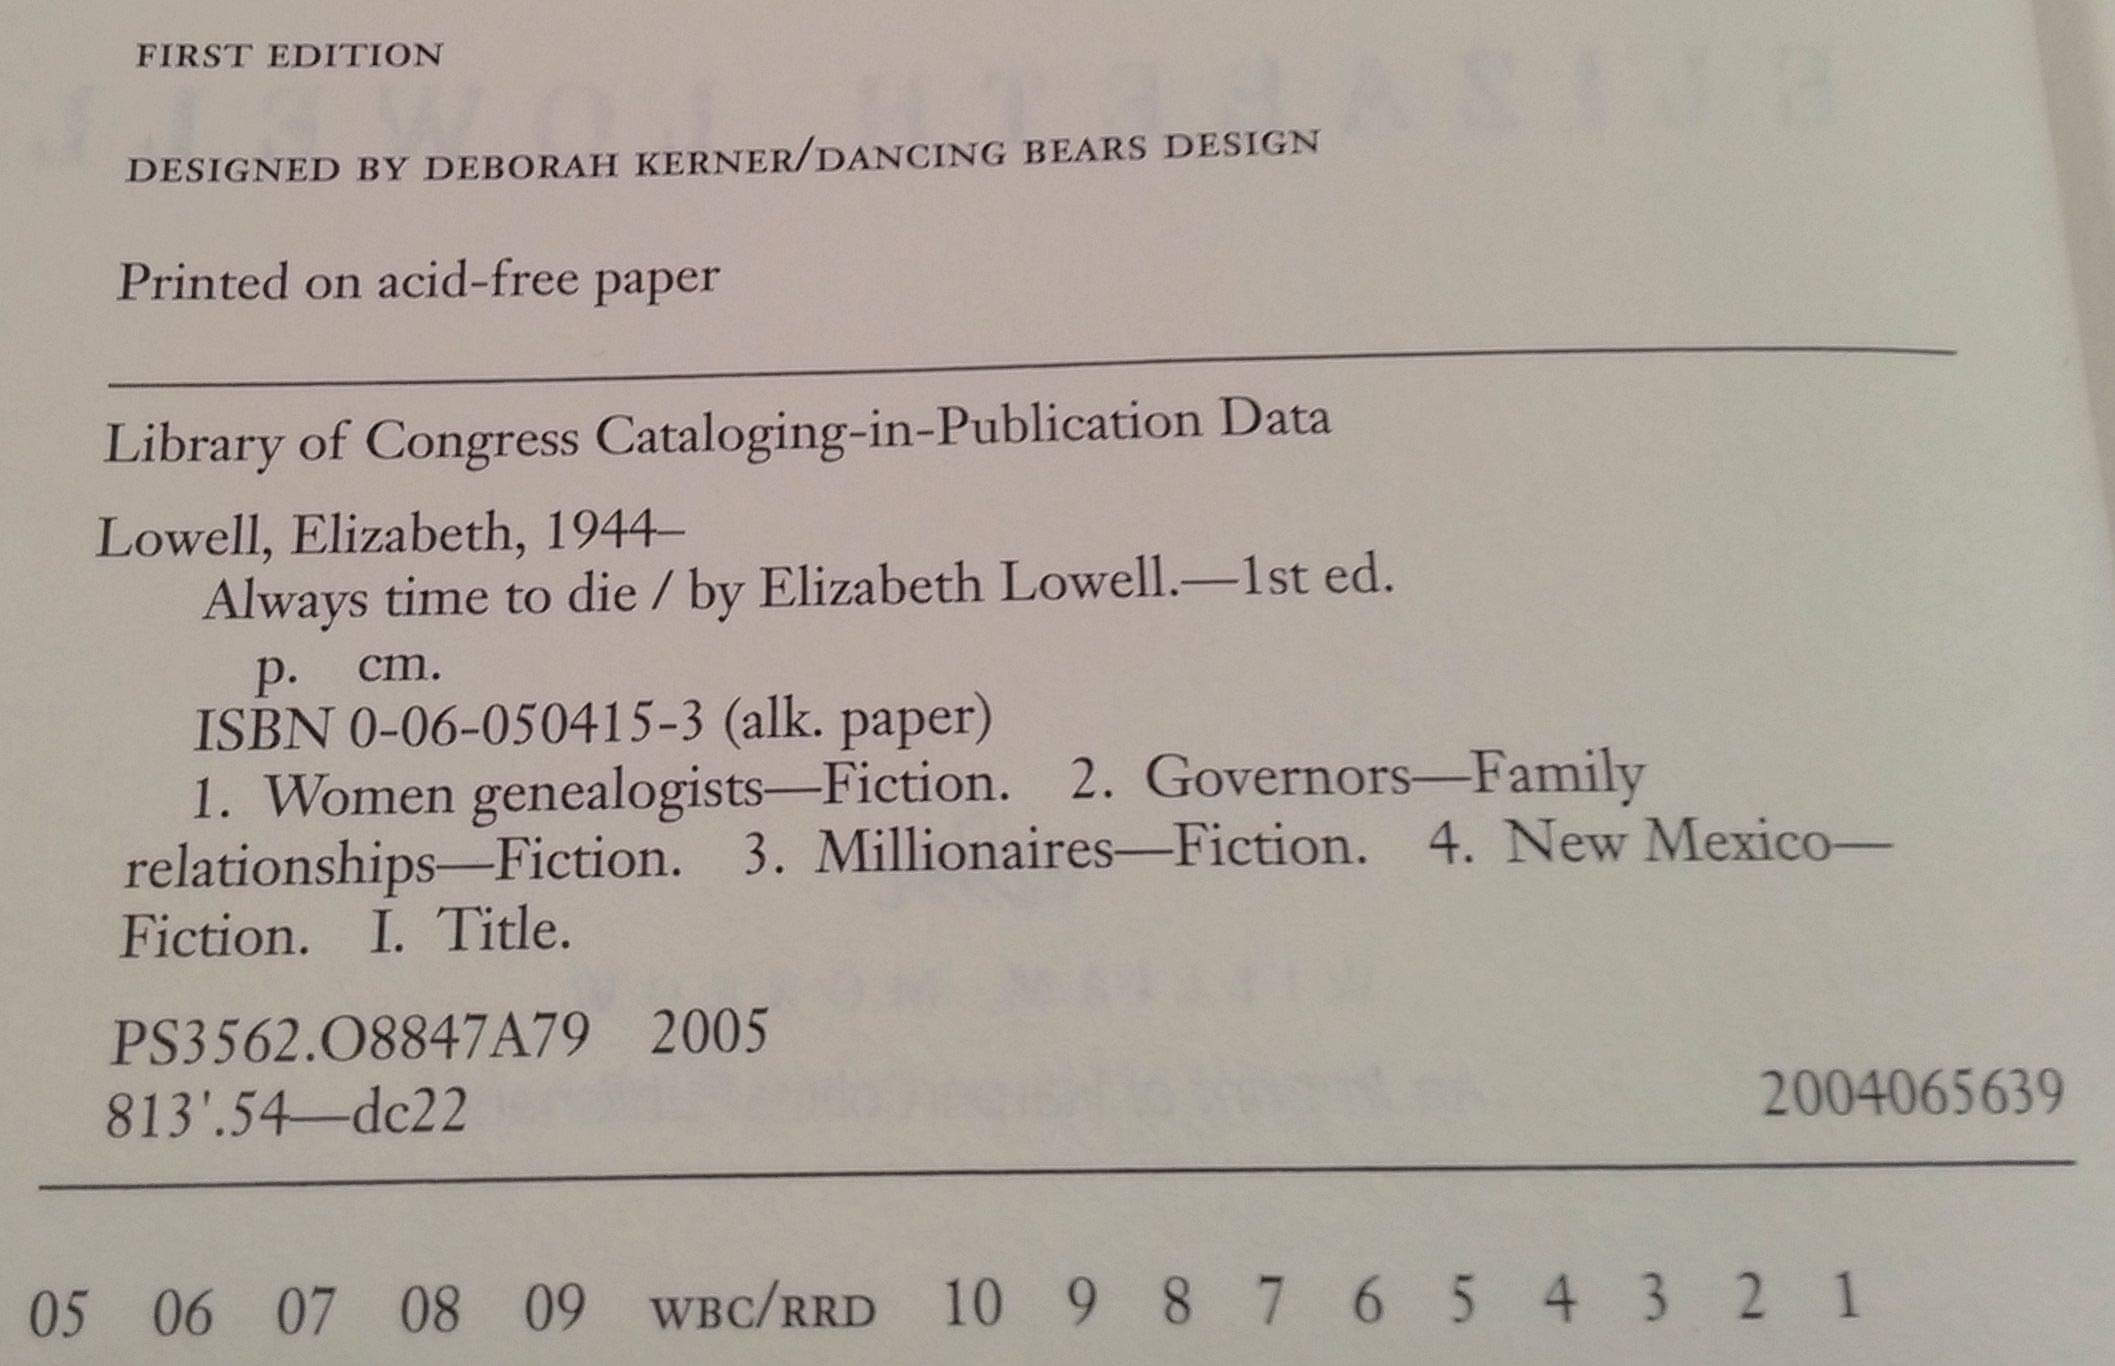 FIRST EDITION
DESIGNED BY DEBORAH KERNER/DANCING BEARS DESIGN
Printed on acid-free paper
Library of Congress Cataloging-in-Publication Data
Lowell, Elizabeth, 1944–
Always time to die / by Elizabeth Lowell.—1st ed.
p. cm.
ISBN 0-06-050415-3 (alk. paper)
1. Women genealogists—Fiction. 2. Governors—Family
relationships—Fiction. 3. Millionaires—Fiction. 4. New Mexico—
Fiction. I. Title.
PS3562.O8847A79 2005
813'.54—dc22 2004065639
05 06 07 08 09 WBC/RRD 10 9 8 7 6 5 4 3 2 1